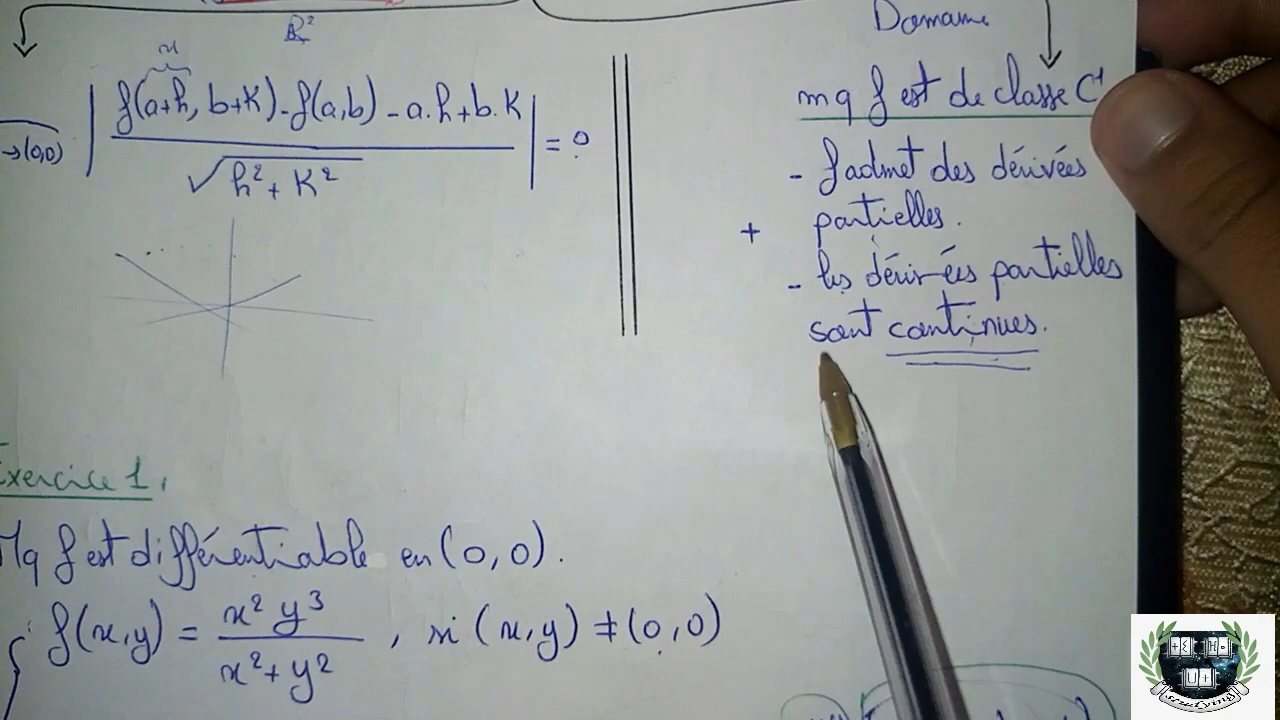 R²
Domaine
x
f(a+h, b+K) - f(a,b) - a.h + b.K
→(0,0)
= 0
√h² + K²
mq f est de classe C¹
- f admet des dérivées
partielles.
+
- les dérivées partielles
sont continues.
Exercice 1,
Mq f est différentiable en (0,0).
f(x,y) = x² y³ / x² + y² , si (x,y) ≠ (0,0)